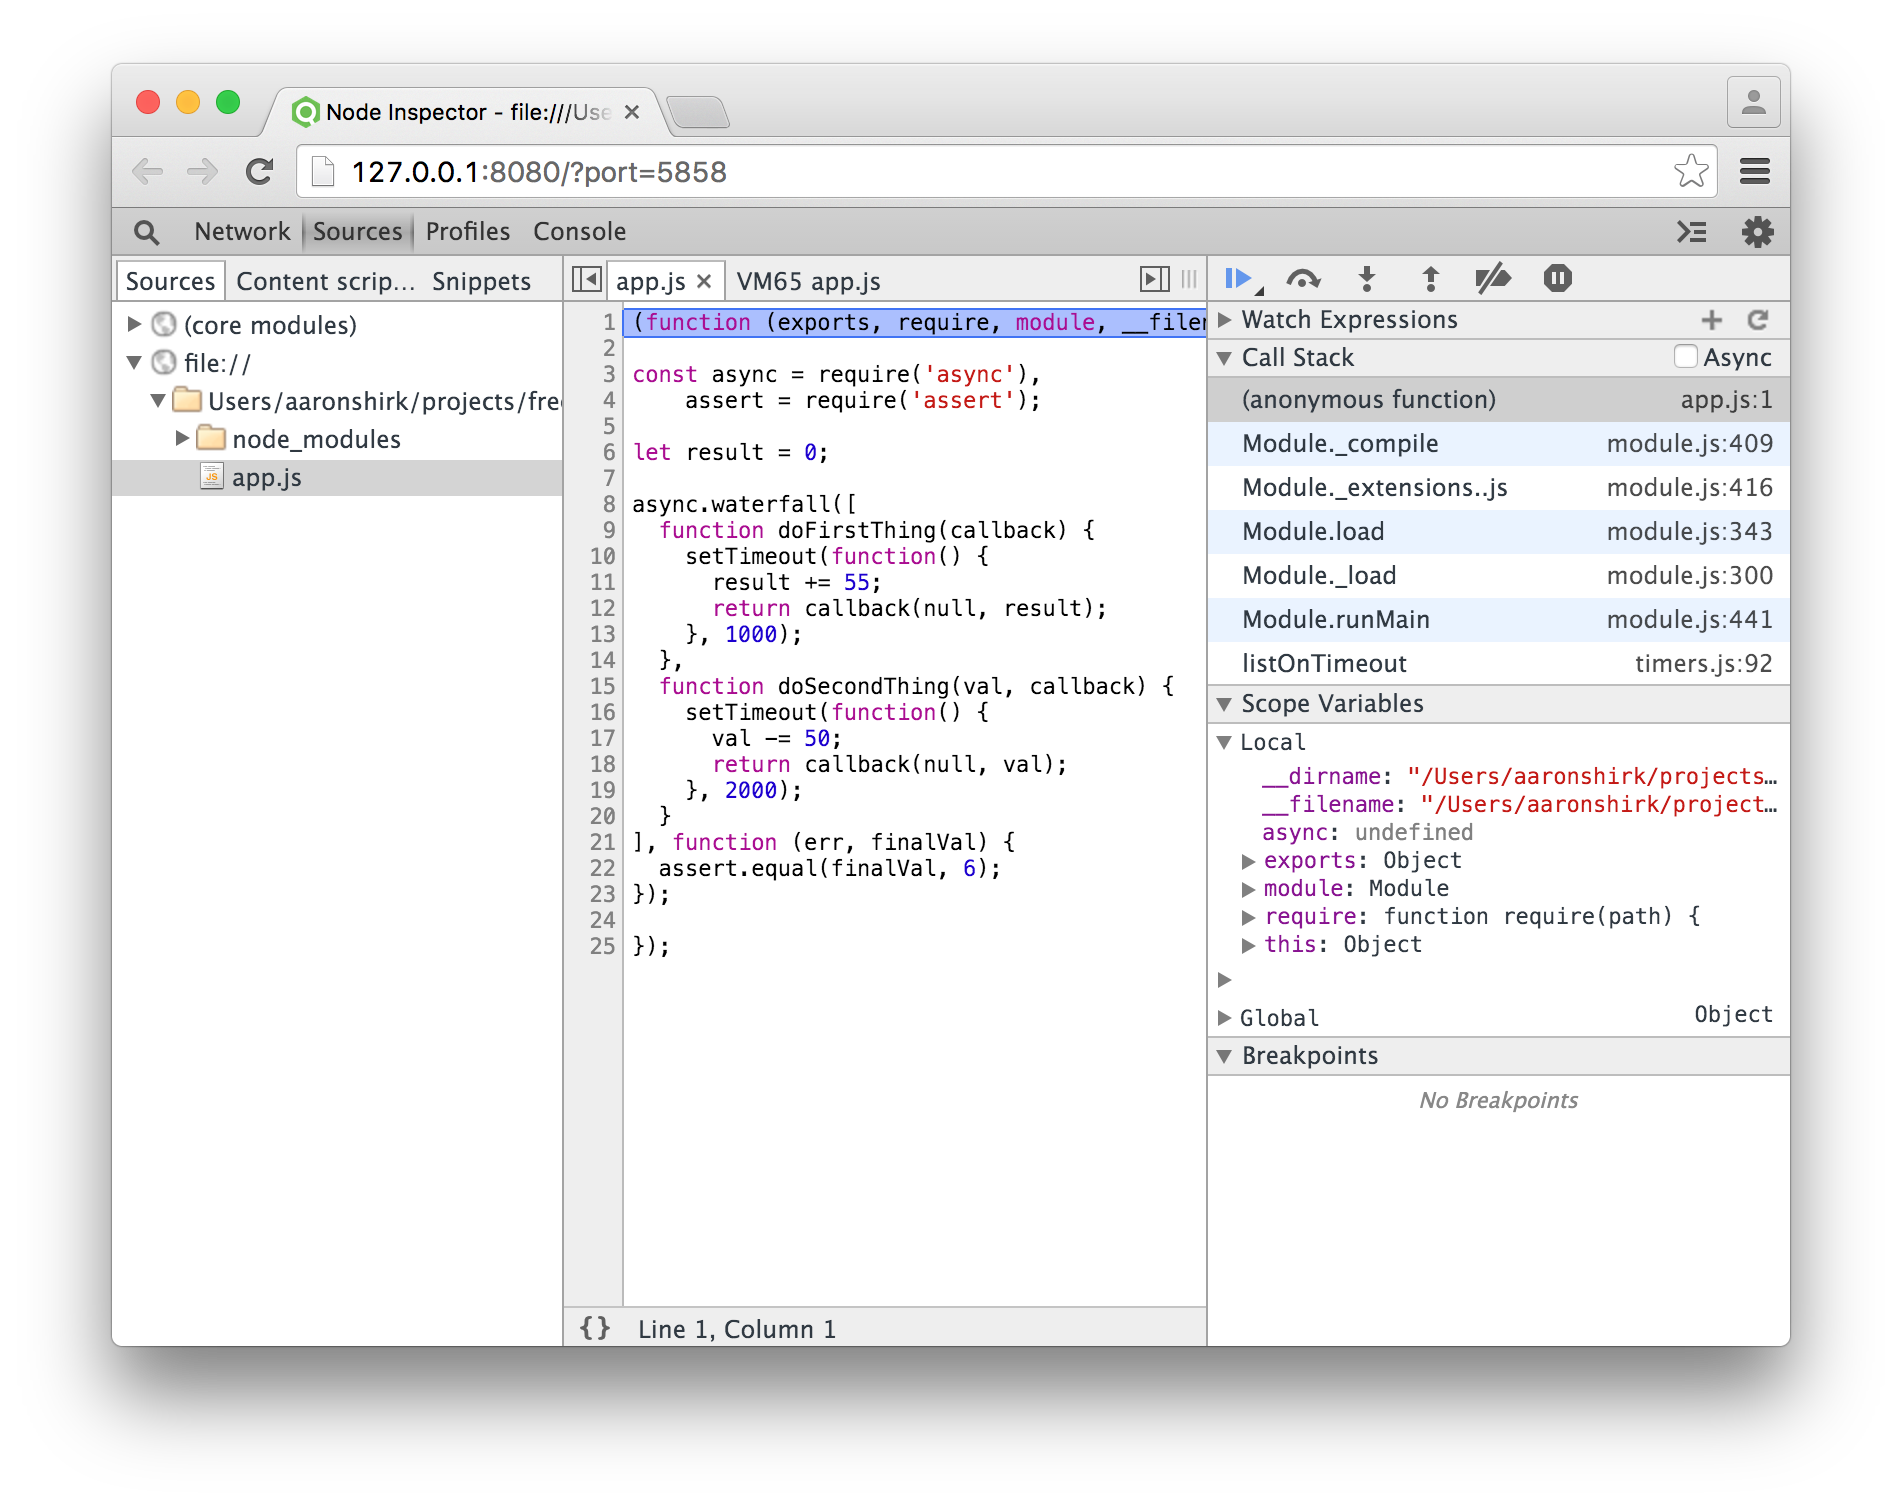 Node Inspector - file:///Use
127.0.0.1:8080/?port=5858
Network Sources Profiles Console
Sources Content scrip... Snippets
(core modules)
file://
Users/aaronshirk/projects/fre
node_modules
JS app.js
app.js VM65 app.js
1 (function (exports, require, module, __filen
2
3 const async = require('async'),
4     assert = require('assert');
5
6 let result = 0;
7
8 async.waterfall([
9   function doFirstThing(callback) {
10     setTimeout(function() {
11       result += 55;
12       return callback(null, result);
13     }, 1000);
14   },
15   function doSecondThing(val, callback) {
16     setTimeout(function() {
17       val -= 50;
18       return callback(null, val);
19     }, 2000);
20   }
21 ], function (err, finalVal) {
22   assert.equal(finalVal, 6);
23 });
24
25 });
{} Line 1, Column 1
Watch Expressions
Call Stack Async
(anonymous function) app.js:1
Module._compile module.js:409
Module._extensions..js module.js:416
Module.load module.js:343
Module._load module.js:300
Module.runMain module.js:441
listOnTimeout timers.js:92
Scope Variables
Local
__dirname: "/Users/aaronshirk/projects…
__filename: "/Users/aaronshirk/project…
async: undefined
exports: Object
module: Module
require: function require(path) {
this: Object
Global Object
Breakpoints
No Breakpoints